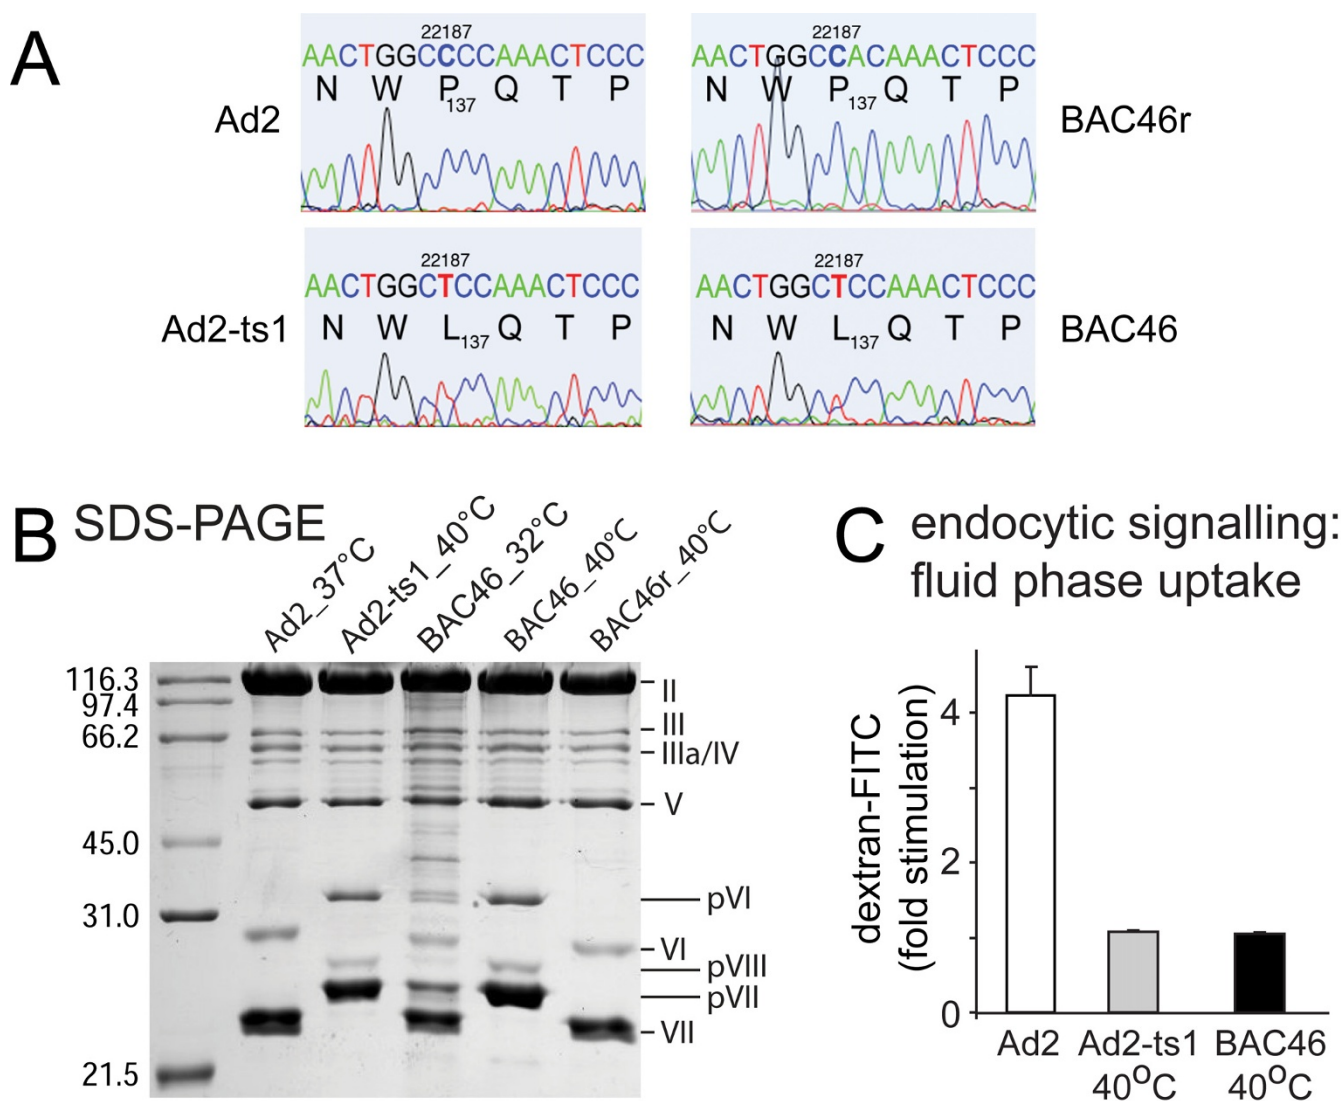 A
22187
AACTGGCCCCAAACTCCC
N W P137 Q T P
Ad2
22187
AACTGGCCACAAACTCCC
N W P137 Q T P
BAC46r
22187
AACTGGCTCCAAACTCCC
N W L137 Q T P
Ad2-ts1
22187
AACTGGCTCCAAACTCCC
N W L137 Q T P
BAC46
B SDS-PAGE
Ad2_37°C
Ad2-ts1_40°C
BAC46_32°C
BAC46_40°C
BAC46r_40°C
116.3
97.4
66.2
45.0
31.0
21.5
II
III
IIIa/IV
V
pVI
VI
pVIII
pVII
VII
C endocytic signalling:
fluid phase uptake
dextran-FITC
(fold stimulation)
4
2
0
Ad2
Ad2-ts1
40°C
BAC46
40°C